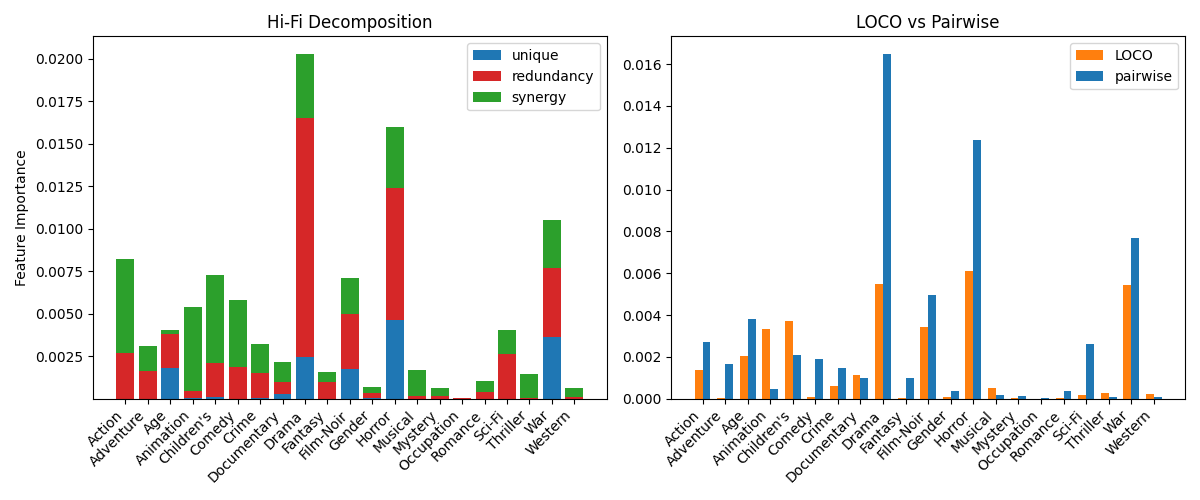 Hi-Fi Decomposition
Feature Importance
0.0200
0.0175
0.0150
0.0125
0.0100
0.0075
0.0050
0.0025
unique
redundancy
synergy
Action
Adventure
Age
Animation
Children's
Comedy
Crime
Documentary
Drama
Fantasy
Film-Noir
Gender
Horror
Musical
Mystery
Occupation
Romance
Sci-Fi
Thriller
War
Western
LOCO vs Pairwise
0.016
0.014
0.012
0.010
0.008
0.006
0.004
0.002
0.000
LOCO
pairwise
Action
Adventure
Age
Animation
Children's
Comedy
Crime
Documentary
Drama
Fantasy
Film-Noir
Gender
Horror
Musical
Mystery
Occupation
Romance
Sci-Fi
Thriller
War
Western